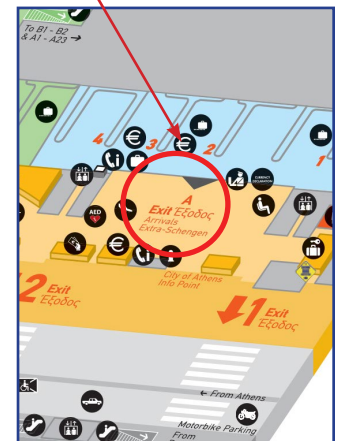 To B1 - B2
& A1 - A23 →
4
3
2
1
CURRENCY
DECLARATION
A
Exit Έξοδος
Arrivals
Extra-Schengen
AED
City of Athens
Info Point
2 Exit
Έξοδος
1 Exit
Έξοδος
← From Athens
Motorbike Parking
From